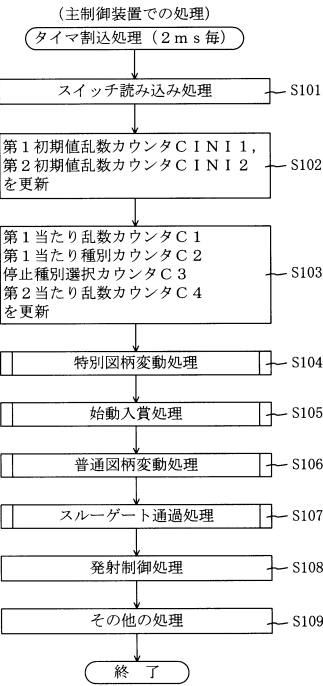 （主制御装置での処理）
タイマ割込処理（２ｍｓ毎）
スイッチ読み込み処理
S101
第１初期値乱数カウンタＣＩＮＩ１，
第２初期値乱数カウンタＣＩＮＩ２
を更新
S102
第１当たり乱数カウンタＣ１
第１当たり種別カウンタＣ２
停止種別選択カウンタＣ３
第２当たり乱数カウンタＣ４
を更新
S103
特別図柄変動処理
S104
始動入賞処理
S105
普通図柄変動処理
S106
スルーゲート通過処理
S107
発射制御処理
S108
その他の処理
S109
終　了